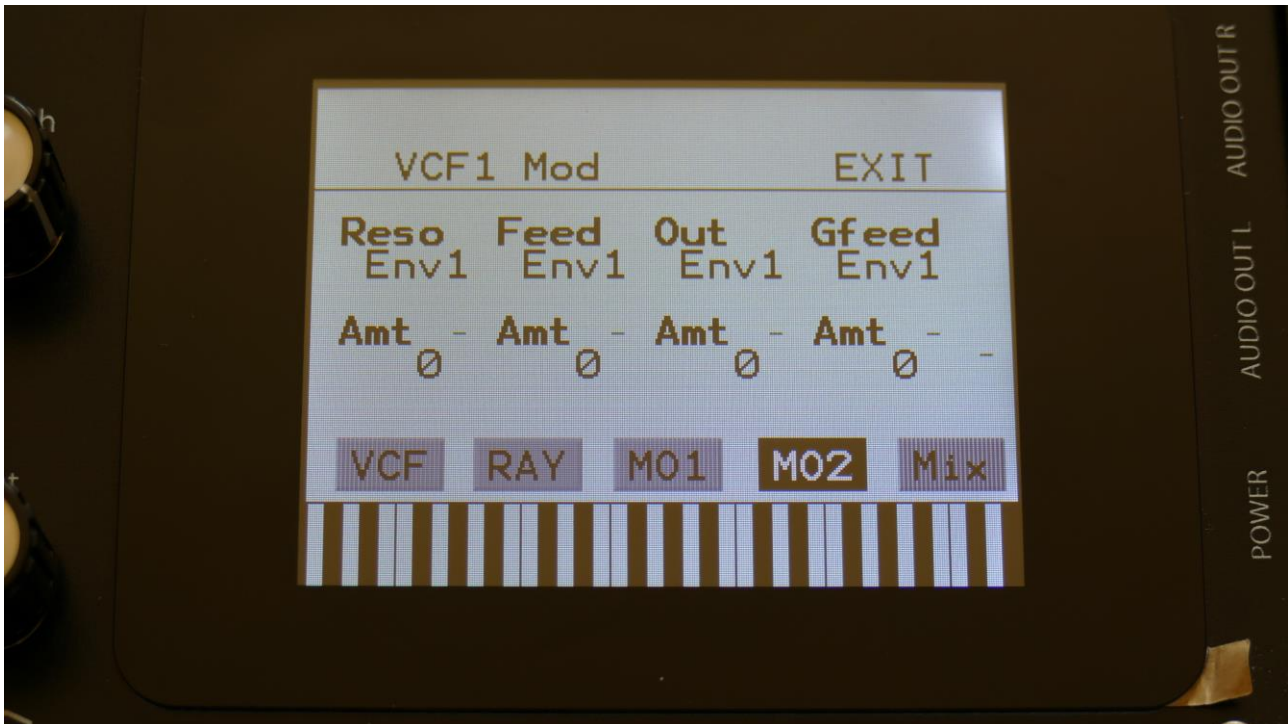 VCF1 Mod EXIT
Reso Feed Out Gfeed
Env1 Env1 Env1 Env1
Amt - Amt - Amt - Amt - -
0 0 0 0
VCF RAY MO1 MO2 Mix
AUDIO OUT R
AUDIO OUT L
POWER
h
t